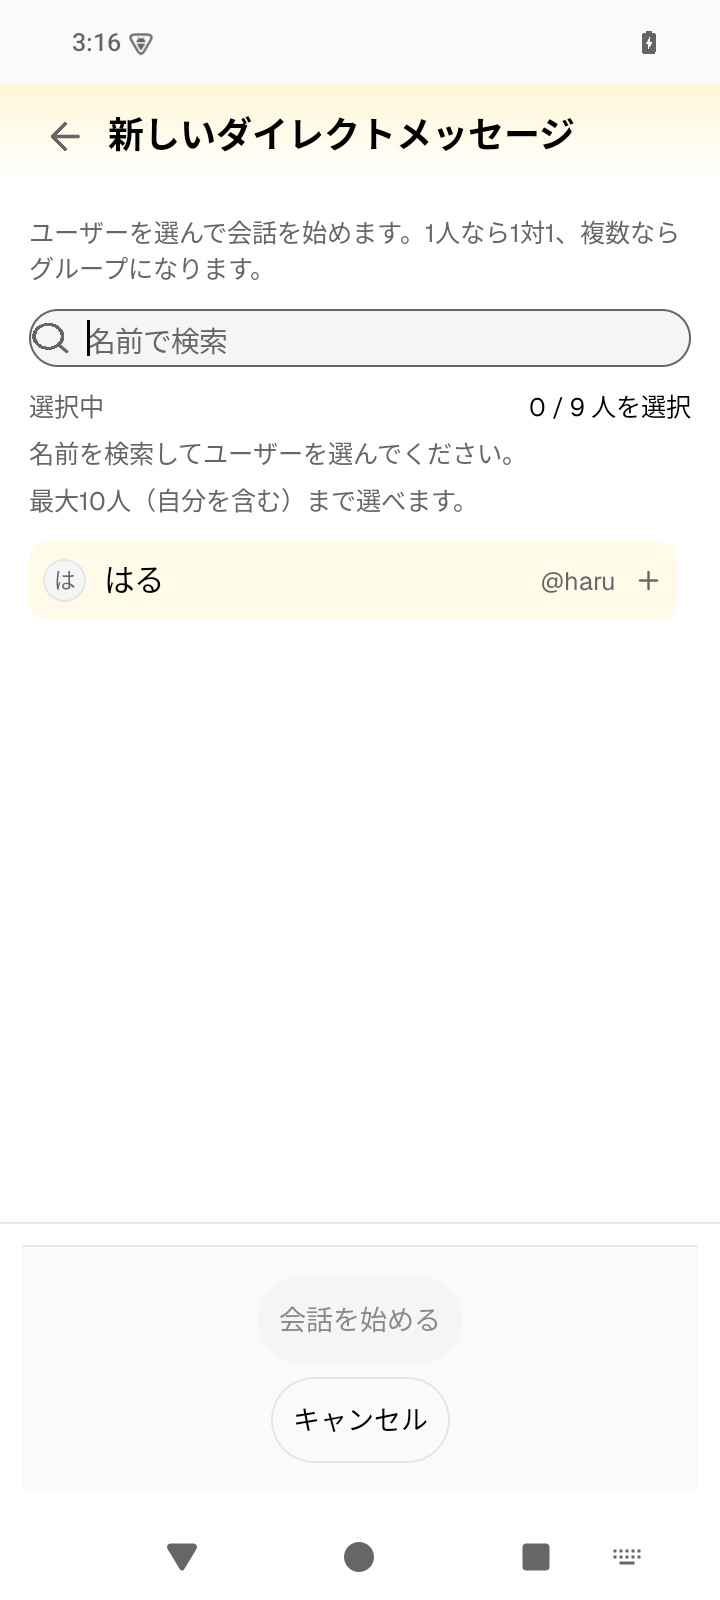 3:16
新しいダイレクトメッセージ
ユーザーを選んで会話を始めます。1人なら1対1、複数なら
グループになります。
名前で検索
選択中
0 / 9 人を選択
名前を検索してユーザーを選んでください。
最大10人（自分を含む）まで選べます。
は はる @haru +
会話を始める
キャンセル